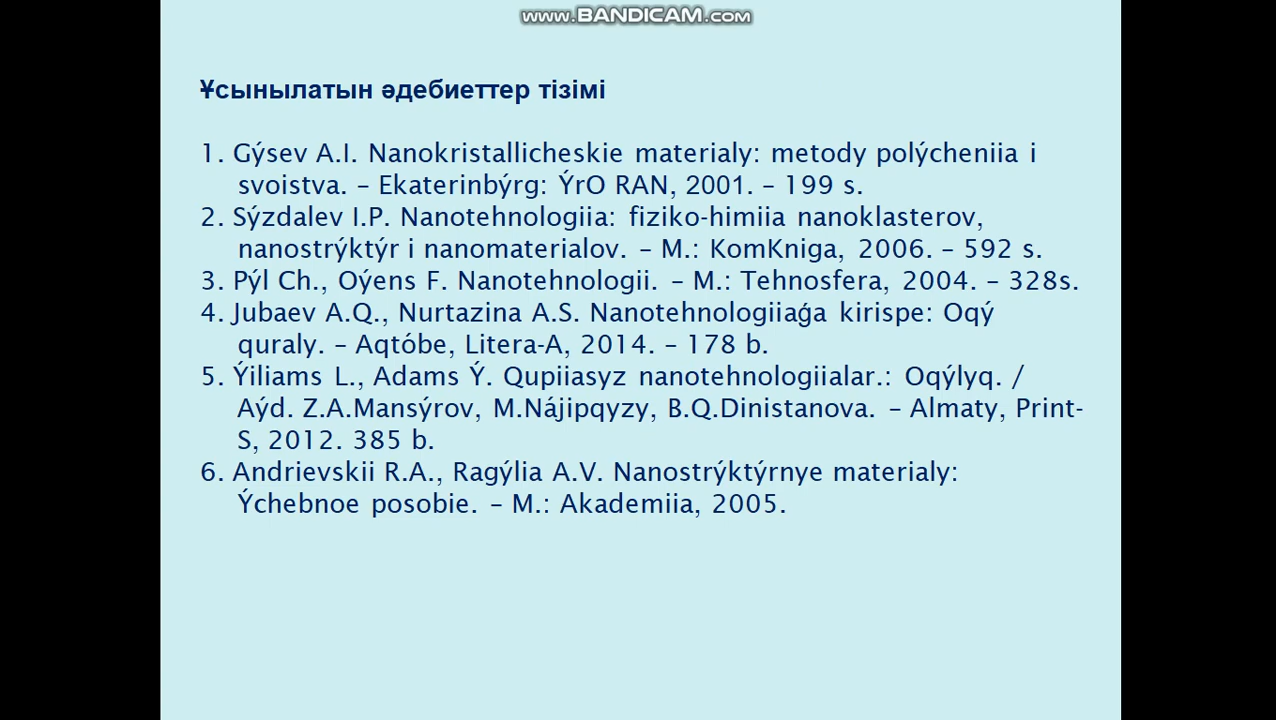 www.BANDICAM.com
Ұсынылатын әдебиеттер тізімі
1. Gýsev A.I. Nanokristallicheskie materialy: metody polýcheniia i
svoistva. – Ekaterinbýrg: ÝrO RAN, 2001. – 199 s.
2. Sýzdalev I.P. Nanotehnologiia: fiziko-himiia nanoklasterov,
nanostrýktýr i nanomaterialov. – M.: KomKniga, 2006. – 592 s.
3. Pýl Ch., Oýens F. Nanotehnologii. – M.: Tehnosfera, 2004. – 328s.
4. Jubaev A.Q., Nurtazina A.S. Nanotehnologiiaǵa kirispe: Oqý
quraly. – Aqtóbe, Litera-A, 2014. – 178 b.
5. Ýiliams L., Adams Ý. Qupiiasyz nanotehnologiialar.: Oqýlyq. /
Aýd. Z.A.Mansýrov, M.Nájipqyzy, B.Q.Dinistanova. – Almaty, Print-
S, 2012. 385 b.
6. Andrievskii R.A., Ragýlia A.V. Nanostrýktýrnye materialy:
Ýchebnoe posobie. – M.: Akademiia, 2005.